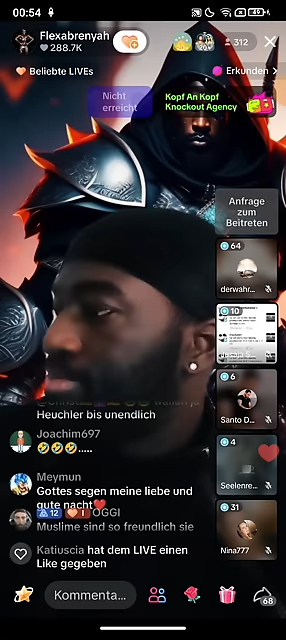 00:54
49
Flexabrenyah
288.7K
20+
312
Beliebte LIVEs
Erkunden
Nicht
erreicht
Kopf An Kopf
Knockout Agency
Anfrage
zum
Beitreten
64
derwahr...
10
6
Santo D...
4
Seelenre...
31
Nina777
Heuchler bis unendlich
Joachim697
🤣🤣🤣.....
Meymun
Gottes segen meine liebe und
gute nacht❤️
12 I OGGI
Muslime sind so freundlich sie
Katiuscia hat dem LIVE einen
Like gegeben
Kommenta...
68